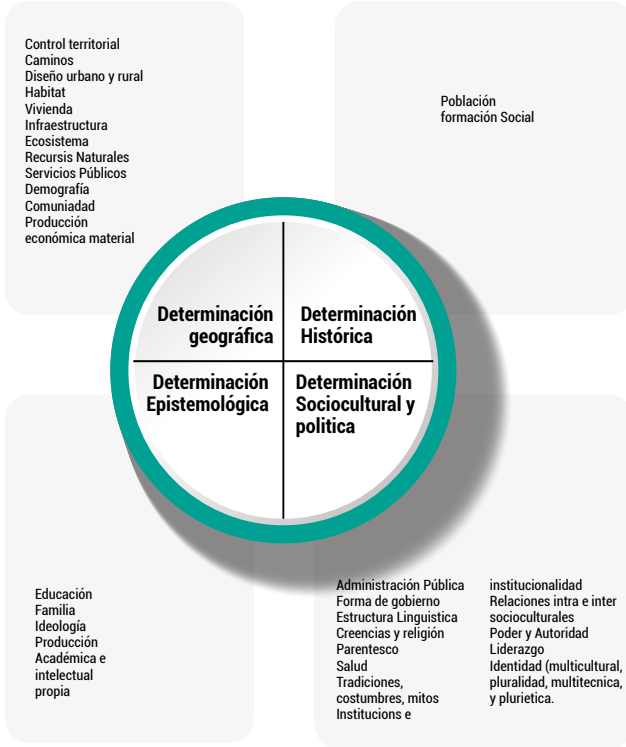 Control territorial
Caminos
Diseño urbano y rural
Habitat
Vivienda
Infraestructura
Ecosistema
Recursis Naturales
Servicios Públicos
Demografía
Comuniadad
Producción
económica material
Población
formación Social
Determinación
geográfica
Determinación
Histórica
Determinación
Epistemológica
Determinación
Sociocultural y
politica
Educación
Familia
Ideología
Producción
Académica e
intelectual
propia
Administración Pública
Forma de gobierno
Estructura Linguistica
Creencias y religión
Parentesco
Salud
Tradiciones,
costumbres, mitos
Institucions e
institucionalidad
Relaciones intra e inter
socioculturales
Poder y Autoridad
Liderazgo
Identidad (multicultural,
pluralidad, multitecnica,
y plurietica.